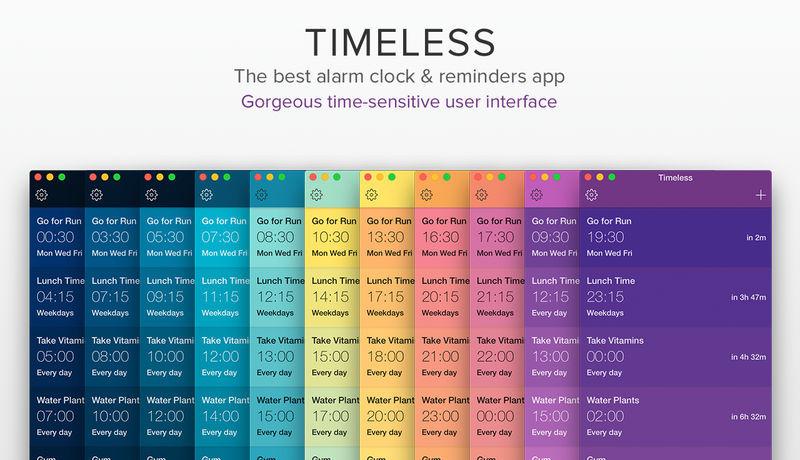 TIMELESS
The best alarm clock & reminders app
Gorgeous time-sensitive user interface
Timeless
Go for Run
00:30
Mon Wed Fri
Lunch Time
04:15
Weekdays
Take Vitami
05:00
Every day
Water Plant
07:00
Every day
Gym
Go for Run
03:30
Mon Wed Fri
Lunch Time
07:15
Weekdays
Take Vitami
08:00
Every day
Water Plant
10:00
Every day
Gym
Go for Run
05:30
Mon Wed Fri
Lunch Time
09:15
Weekdays
Take Vitami
10:00
Every day
Water Plant
12:00
Every day
Gym
Go for Run
07:30
Mon Wed Fri
Lunch Time
11:15
Weekdays
Take Vitami
12:00
Every day
Water Plant
14:00
Every day
Gym
Go for Run
08:30
Mon Wed Fri
Lunch Time
12:15
Weekdays
Take Vitami
13:00
Every day
Water Plant
15:00
Every day
Gym
Go for Run
10:30
Mon Wed Fri
Lunch Time
14:15
Weekdays
Take Vitami
15:00
Every day
Water Plant
17:00
Every day
Gym
Go for Run
13:30
Mon Wed Fri
Lunch Time
17:15
Weekdays
Take Vitami
18:00
Every day
Water Plant
20:00
Every day
Gym
Go for Run
16:30
Mon Wed Fri
Lunch Time
20:15
Weekdays
Take Vitami
21:00
Every day
Water Plant
23:00
Every day
Gym
Go for Run
17:30
Mon Wed Fri
Lunch Time
21:15
Weekdays
Take Vitami
22:00
Every day
Water Plant
00:00
Every day
Gym
Go for Run
09:30
Mon Wed Fri
Lunch Time
12:15
Every day
Take Vitami
13:00
Every day
Water Plant
15:00
Every day
Gym
Go for Run
19:30
in 2m
Mon Wed Fri
Lunch Time
23:15
in 3h 47m
Weekdays
Take Vitamins
00:00
in 4h 32m
Every day
Water Plants
02:00
in 6h 32m
Every day
Gym